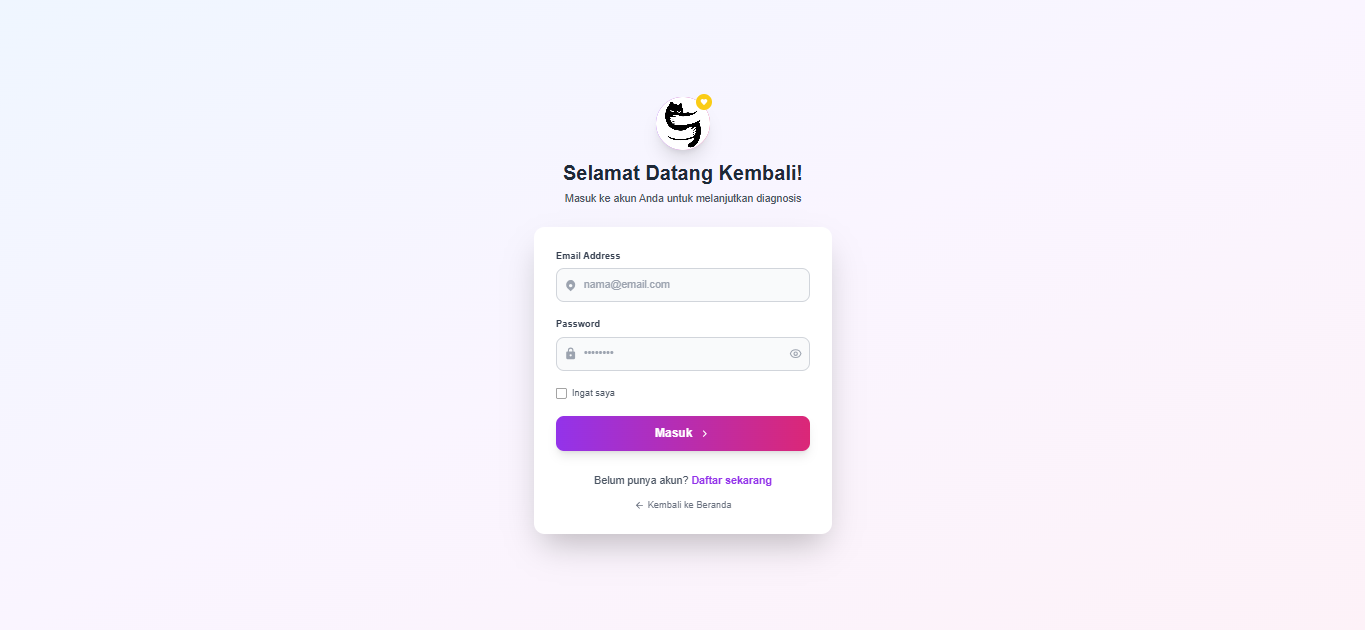 Selamat Datang Kembali!
Masuk ke akun Anda untuk melanjutkan diagnosis
Email Address
nama@email.com
Password
••••••••
Ingat saya
Masuk
Belum punya akun? Daftar sekarang
Kembali ke Beranda